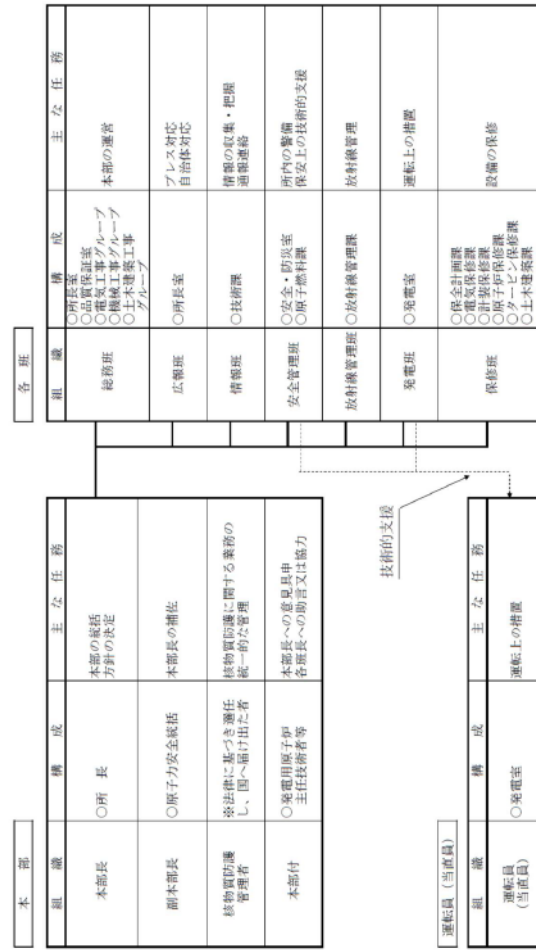 本部
組織 構成 主な任務
本部長 ○所長 本部の統括
方針の決定
副本部長 ○原子力安全統括 本部長の補佐
核物質防護
管理者
※法律に基づき選任
し、国へ届け出た者
核物質防護に関する業務の
統一的な管理
本部付
○発電用原子炉
主任技術者等
本部長への意見具申
各班長への助言又は協力
運転員(当直員)
組織 構成 主な任務
運転員
(当直員)
○発電室
運転上の措置
技術的支援
各班
組織 構成 主な任務
総務班
○所長室
○品質保証室
○電気工事グループ
○機械工事グループ
○土木建築工事
グループ
本部の運営
広報班
○所長室
プレス対応
自治体対応
情報班
○技術課
情報の収集・把握
通報連絡
安全管理班
○安全・防災室
○原子燃料課
所内の警備
保安上の技術的支援
放射線管理班
○放射線管理課
放射線管理
発電班
○発電室
運転上の措置
保修班
○保全計画課
○電気保修課
○計装保修課
○原子炉保修課
○タービン保修課
○土木建築課
設備の保修